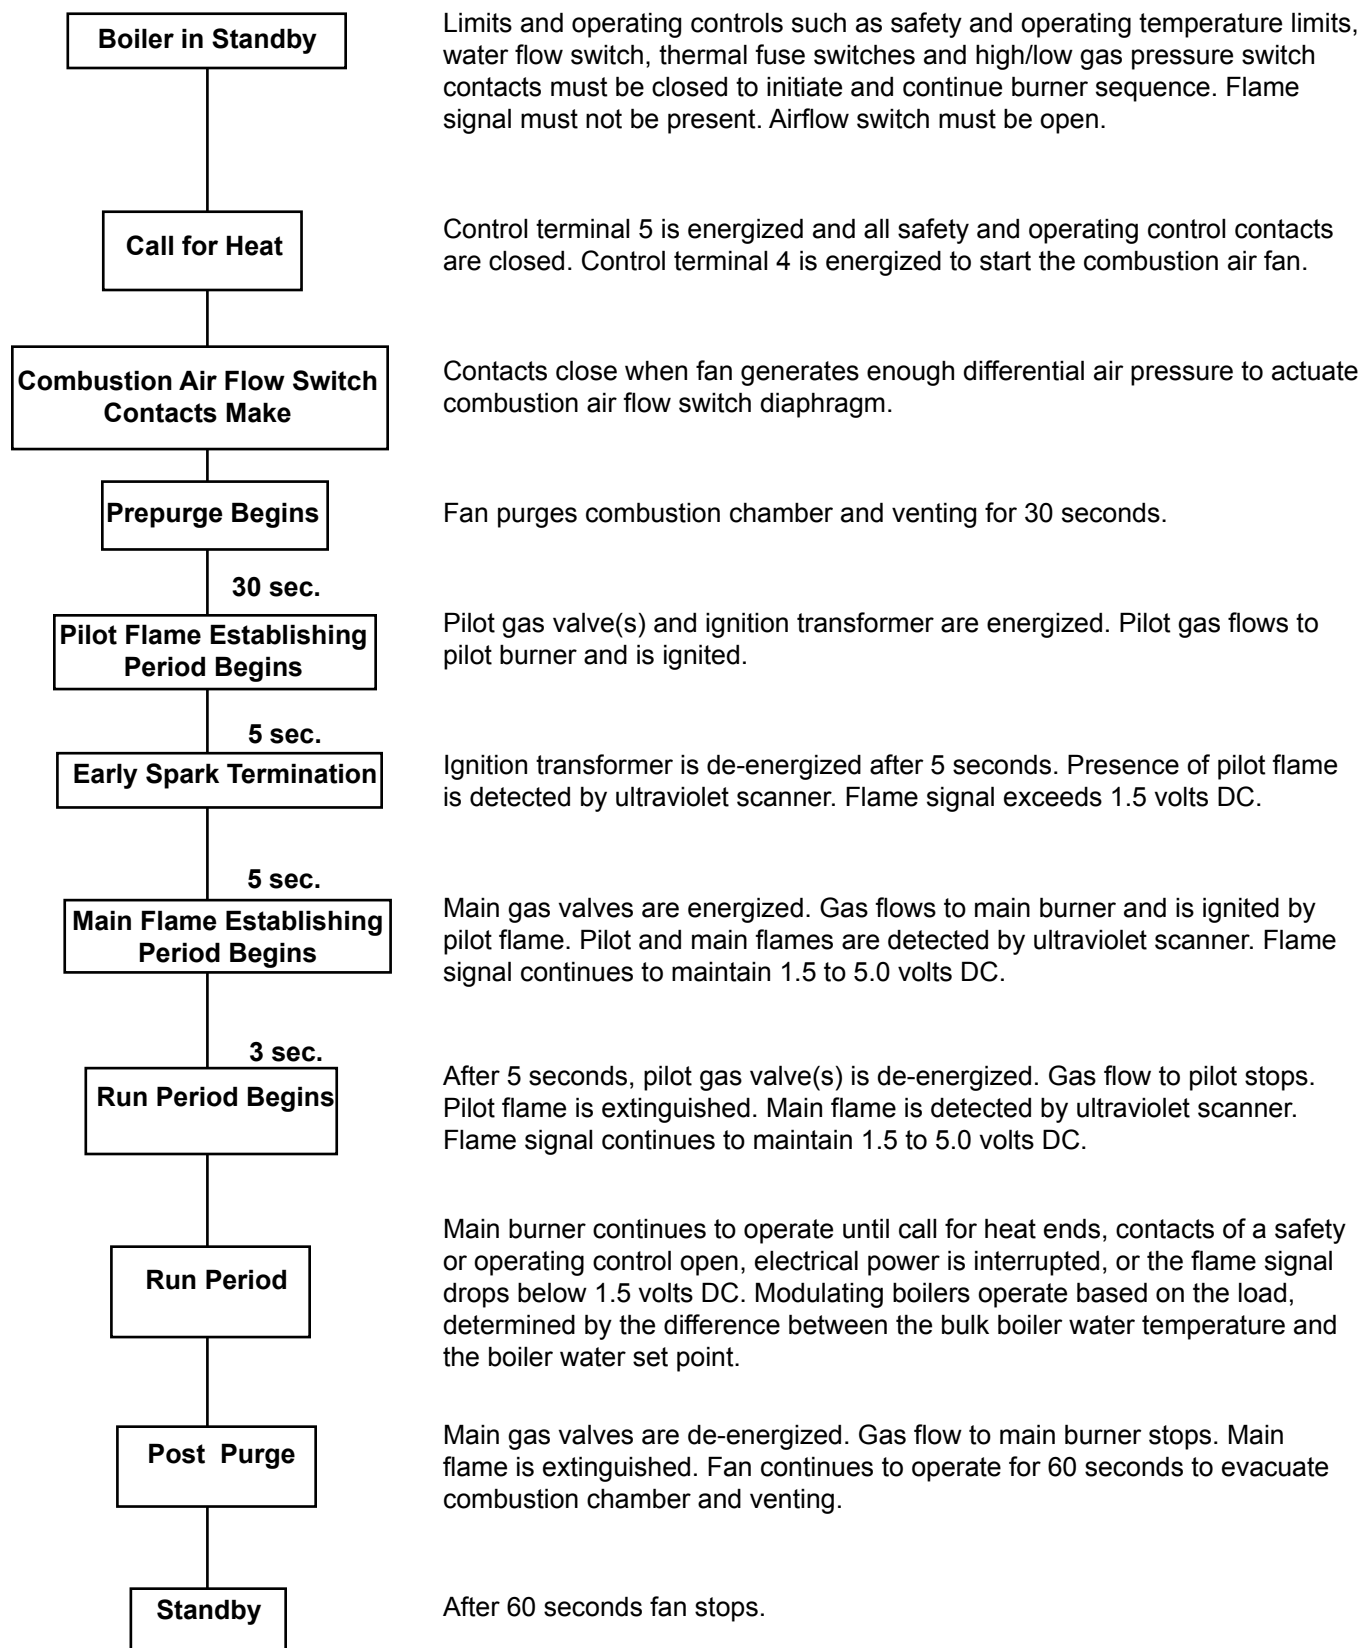 Boiler in Standby
Limits and operating controls such as safety and operating temperature limits,
water flow switch, thermal fuse switches and high/low gas pressure switch
contacts must be closed to initiate and continue burner sequence. Flame
signal must not be present. Airflow switch must be open.
Call for Heat
Control terminal 5 is energized and all safety and operating control contacts
are closed. Control terminal 4 is energized to start the combustion air fan.
Combustion Air Flow Switch
Contacts Make
Contacts close when fan generates enough differential air pressure to actuate
combustion air flow switch diaphragm.
Prepurge Begins
Fan purges combustion chamber and venting for 30 seconds.
30 sec.
Pilot Flame Establishing
Period Begins
Pilot gas valve(s) and ignition transformer are energized. Pilot gas flows to
pilot burner and is ignited.
5 sec.
Early Spark Termination
Ignition transformer is de-energized after 5 seconds. Presence of pilot flame
is detected by ultraviolet scanner. Flame signal exceeds 1.5 volts DC.
5 sec.
Main Flame Establishing
Period Begins
Main gas valves are energized. Gas flows to main burner and is ignited by
pilot flame. Pilot and main flames are detected by ultraviolet scanner. Flame
signal continues to maintain 1.5 to 5.0 volts DC.
3 sec.
Run Period Begins
After 5 seconds, pilot gas valve(s) is de-energized. Gas flow to pilot stops.
Pilot flame is extinguished. Main flame is detected by ultraviolet scanner.
Flame signal continues to maintain 1.5 to 5.0 volts DC.
Run Period
Main burner continues to operate until call for heat ends, contacts of a safety
or operating control open, electrical power is interrupted, or the flame signal
drops below 1.5 volts DC. Modulating boilers operate based on the load,
determined by the difference between the bulk boiler water temperature and
the boiler water set point.
Post Purge
Main gas valves are de-energized. Gas flow to main burner stops. Main
flame is extinguished. Fan continues to operate for 60 seconds to evacuate
combustion chamber and venting.
Standby
After 60 seconds fan stops.